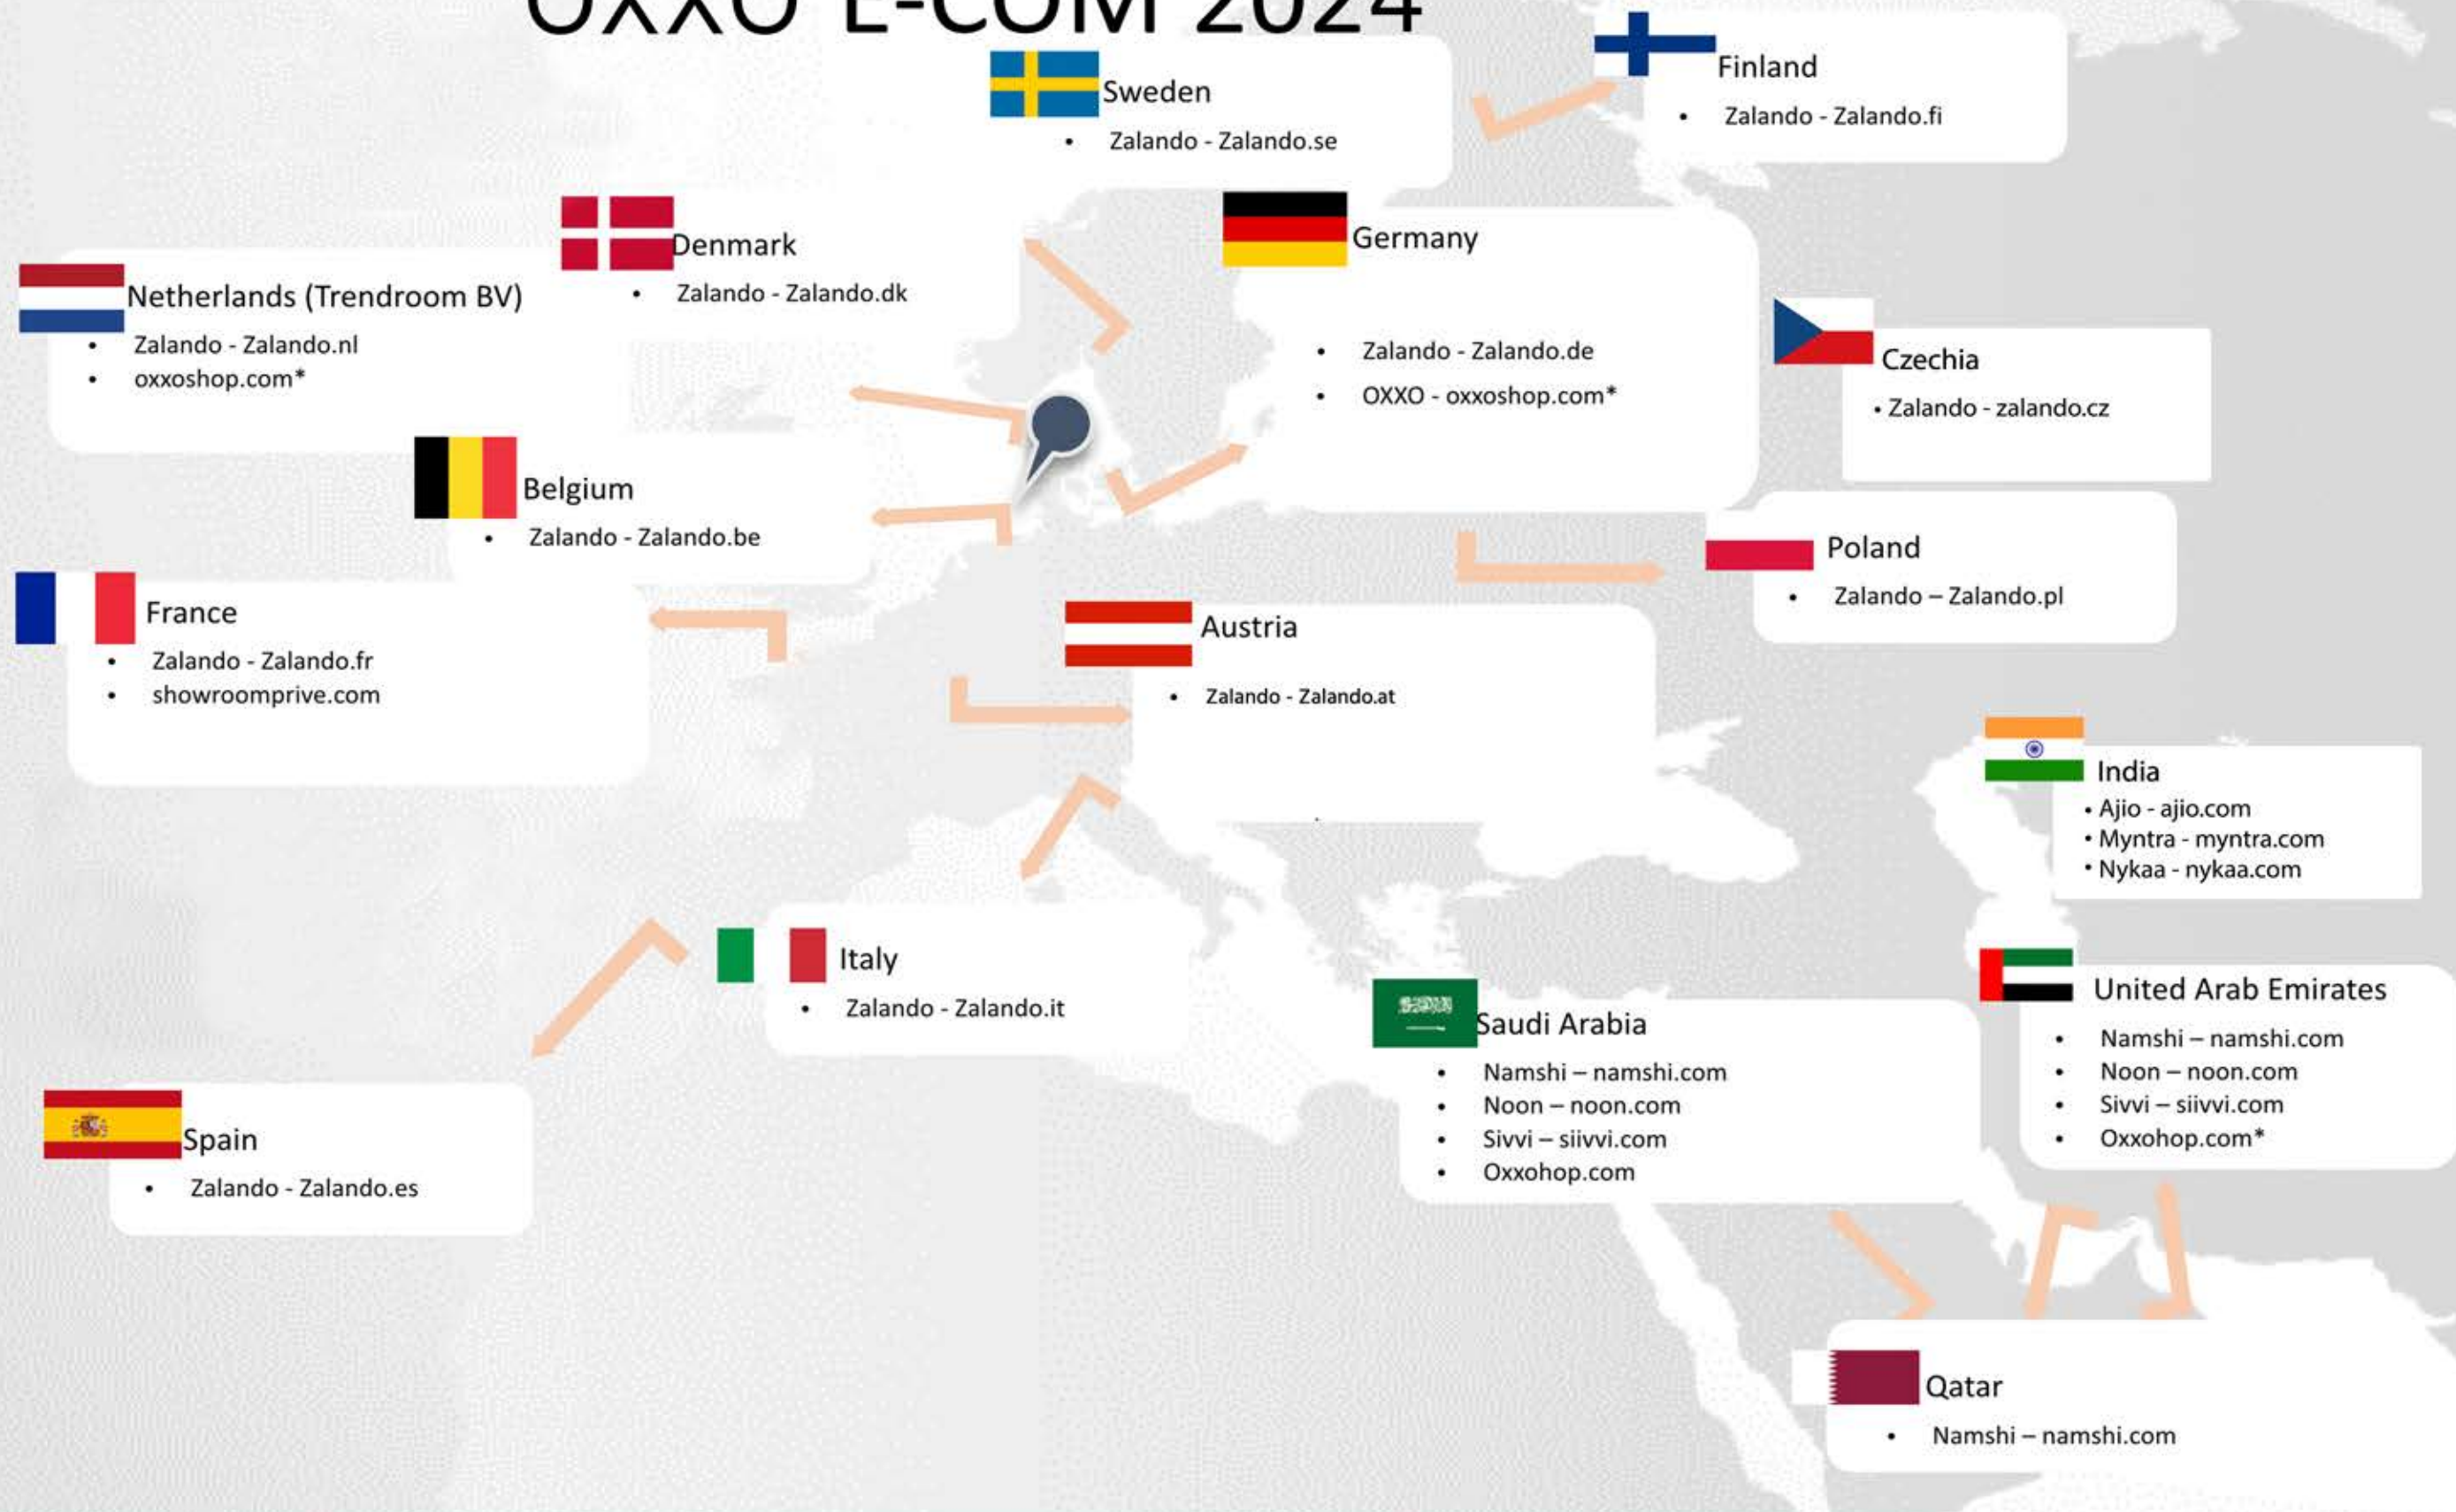 OXXO E-COM 2024
Sweden
• Zalando - Zalando.se
Finland
• Zalando - Zalando.fi
Denmark
• Zalando - Zalando.dk
Germany
• Zalando - Zalando.de
• OXXO - oxxoshop.com*
Netherlands (Trendroom BV)
• Zalando - Zalando.nl
• oxxoshop.com*
Czechia
• Zalando - zalando.cz
Belgium
• Zalando - Zalando.be
Poland
• Zalando – Zalando.pl
France
• Zalando - Zalando.fr
• showroomprive.com
Austria
• Zalando - Zalando.at
India
• Ajio - ajio.com
• Myntra - myntra.com
• Nykaa - nykaa.com
Italy
• Zalando - Zalando.it
Saudi Arabia
• Namshi – namshi.com
• Noon – noon.com
• Sivvi – siivvi.com
• Oxxohop.com
United Arab Emirates
• Namshi – namshi.com
• Noon – noon.com
• Sivvi – siivvi.com
• Oxxohop.com*
Spain
• Zalando - Zalando.es
Qatar
• Namshi – namshi.com